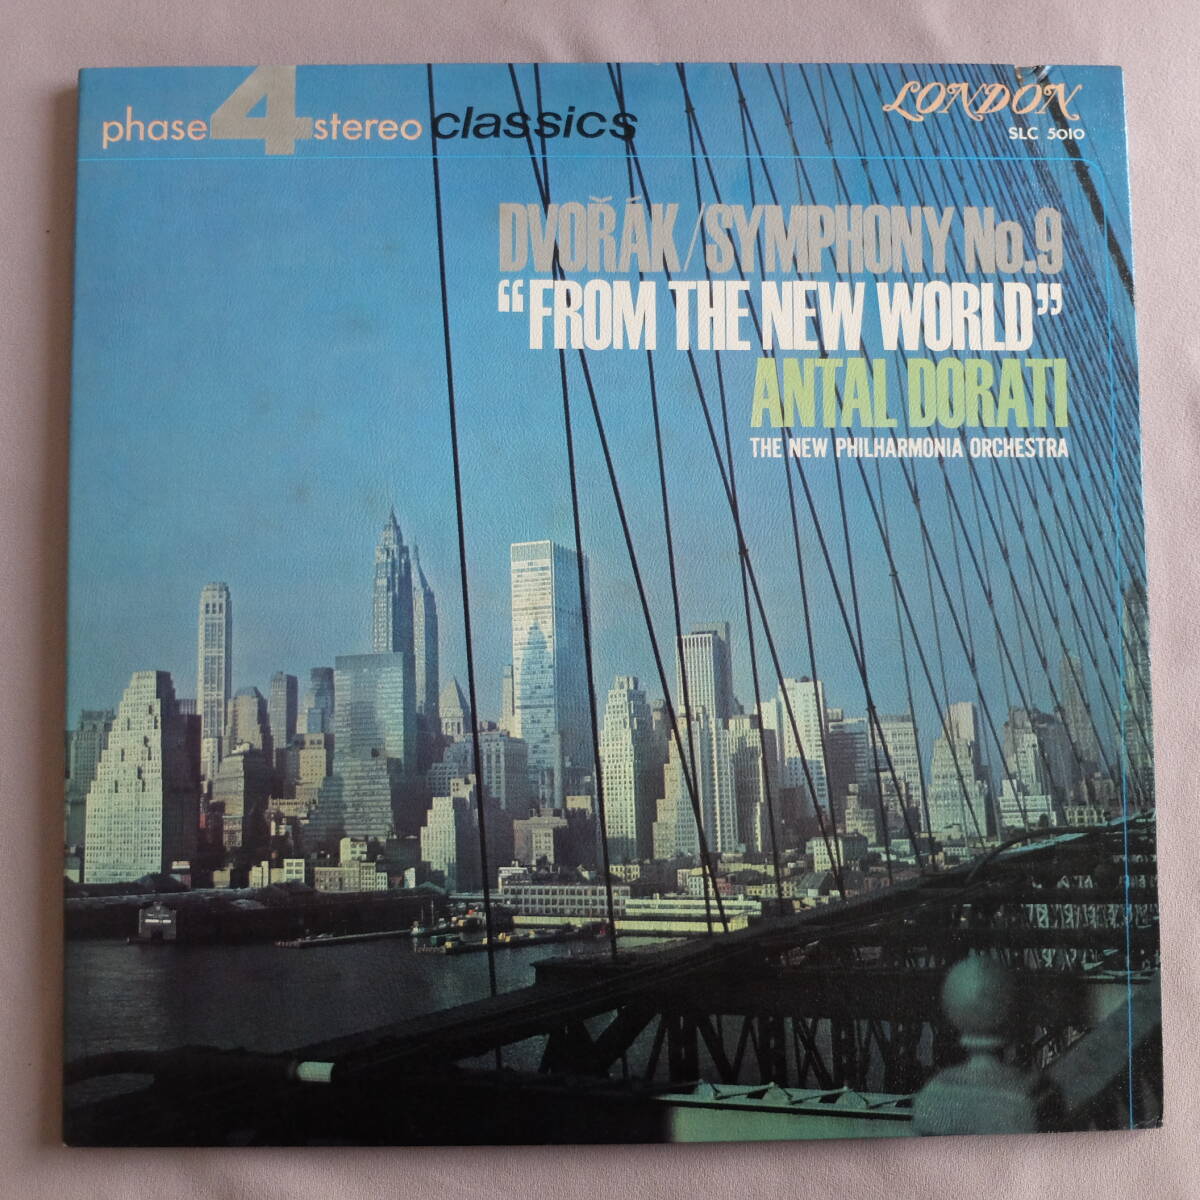 phase 4 stereo classics
LONDON
SLC 5010
DVOŘÁK/SYMPHONY No.9
“FROM THE NEW WORLD”
ANTAL DORATI
THE NEW PHILHARMONIA ORCHESTRA